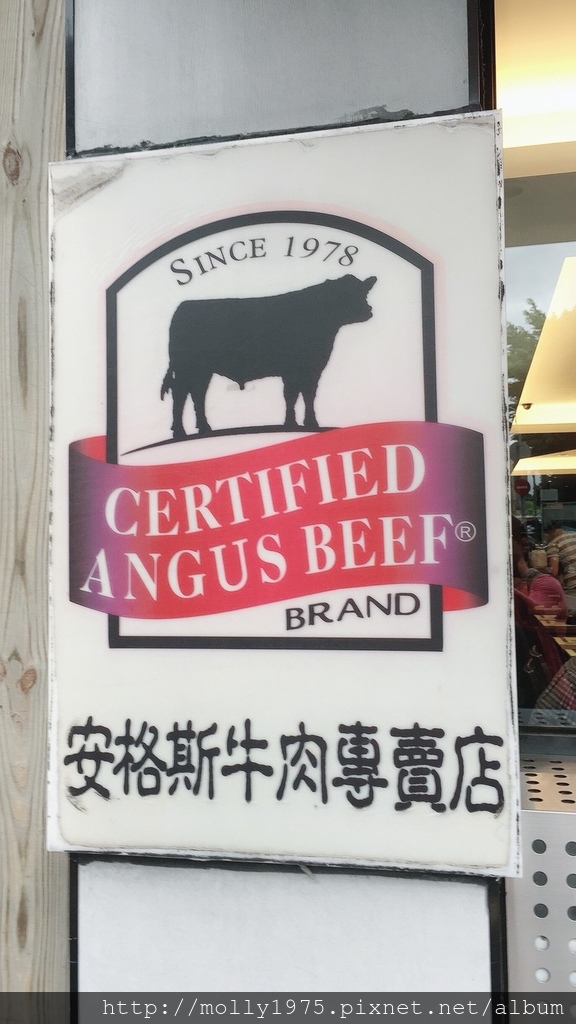 SINCE 1978
CERTIFIED
ANGUS BEEF®
BRAND
安格斯牛肉專賣店
http://molly1975.pixnet.net/album